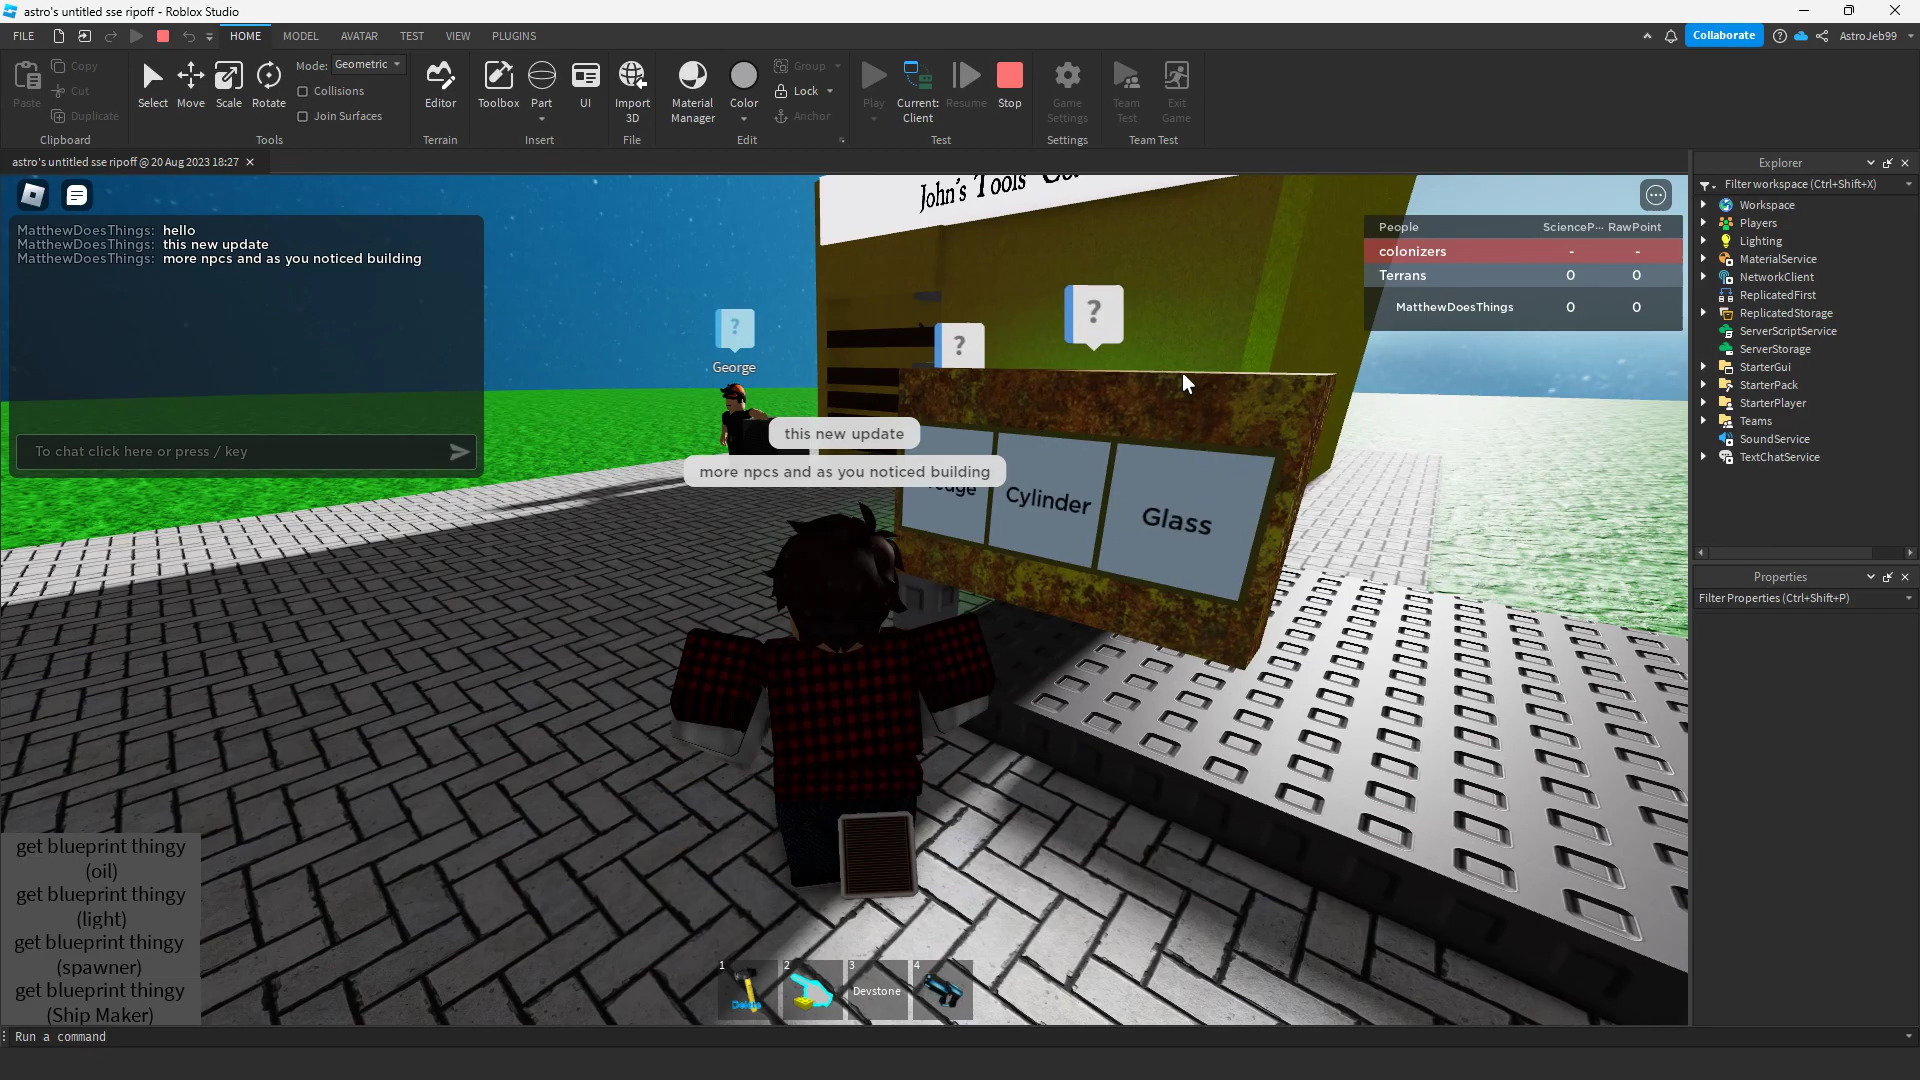 astro's untitled sse ripoff - Roblox Studio
FILE HOME MODEL AVATAR TEST VIEW PLUGINS Collaborate AstroJeb99
Paste
Copy
Cut
Duplicate
Clipboard
Select Move Scale Rotate
Mode: Geometric
Collisions
Join Surfaces
Tools
Editor
Terrain
Toolbox Part UI
Insert
Import 3D
File
Material Manager
Color
Group
Lock
Anchor
Edit
Play
Current: Client
Resume Stop
Test
Game Settings
Settings
Team Test
Exit Game
Team Test
astro's untitled sse ripoff @ 20 Aug 2023 18:27
MatthewDoesThings: hello
MatthewDoesThings: this new update
MatthewDoesThings: more npcs and as you noticed building
To chat click here or press / key
John's Tools
?
?
?
George
this new update
more npcs and as you noticed building
Cylinder
Glass
People ScienceP... RawPoint
colonizers - -
Terrans 0 0
MatthewDoesThings 0 0
get blueprint thingy
(oil)
get blueprint thingy
(light)
get blueprint thingy
(spawner)
get blueprint thingy
(Ship Maker)
1 2 3 4
Delete
Devstone
Run a command
Explorer
Filter workspace (Ctrl+Shift+X)
Workspace
Players
Lighting
MaterialService
NetworkClient
ReplicatedFirst
ReplicatedStorage
ServerScriptService
ServerStorage
StarterGui
StarterPack
StarterPlayer
Teams
SoundService
TextChatService
Properties
Filter Properties (Ctrl+Shift+P)